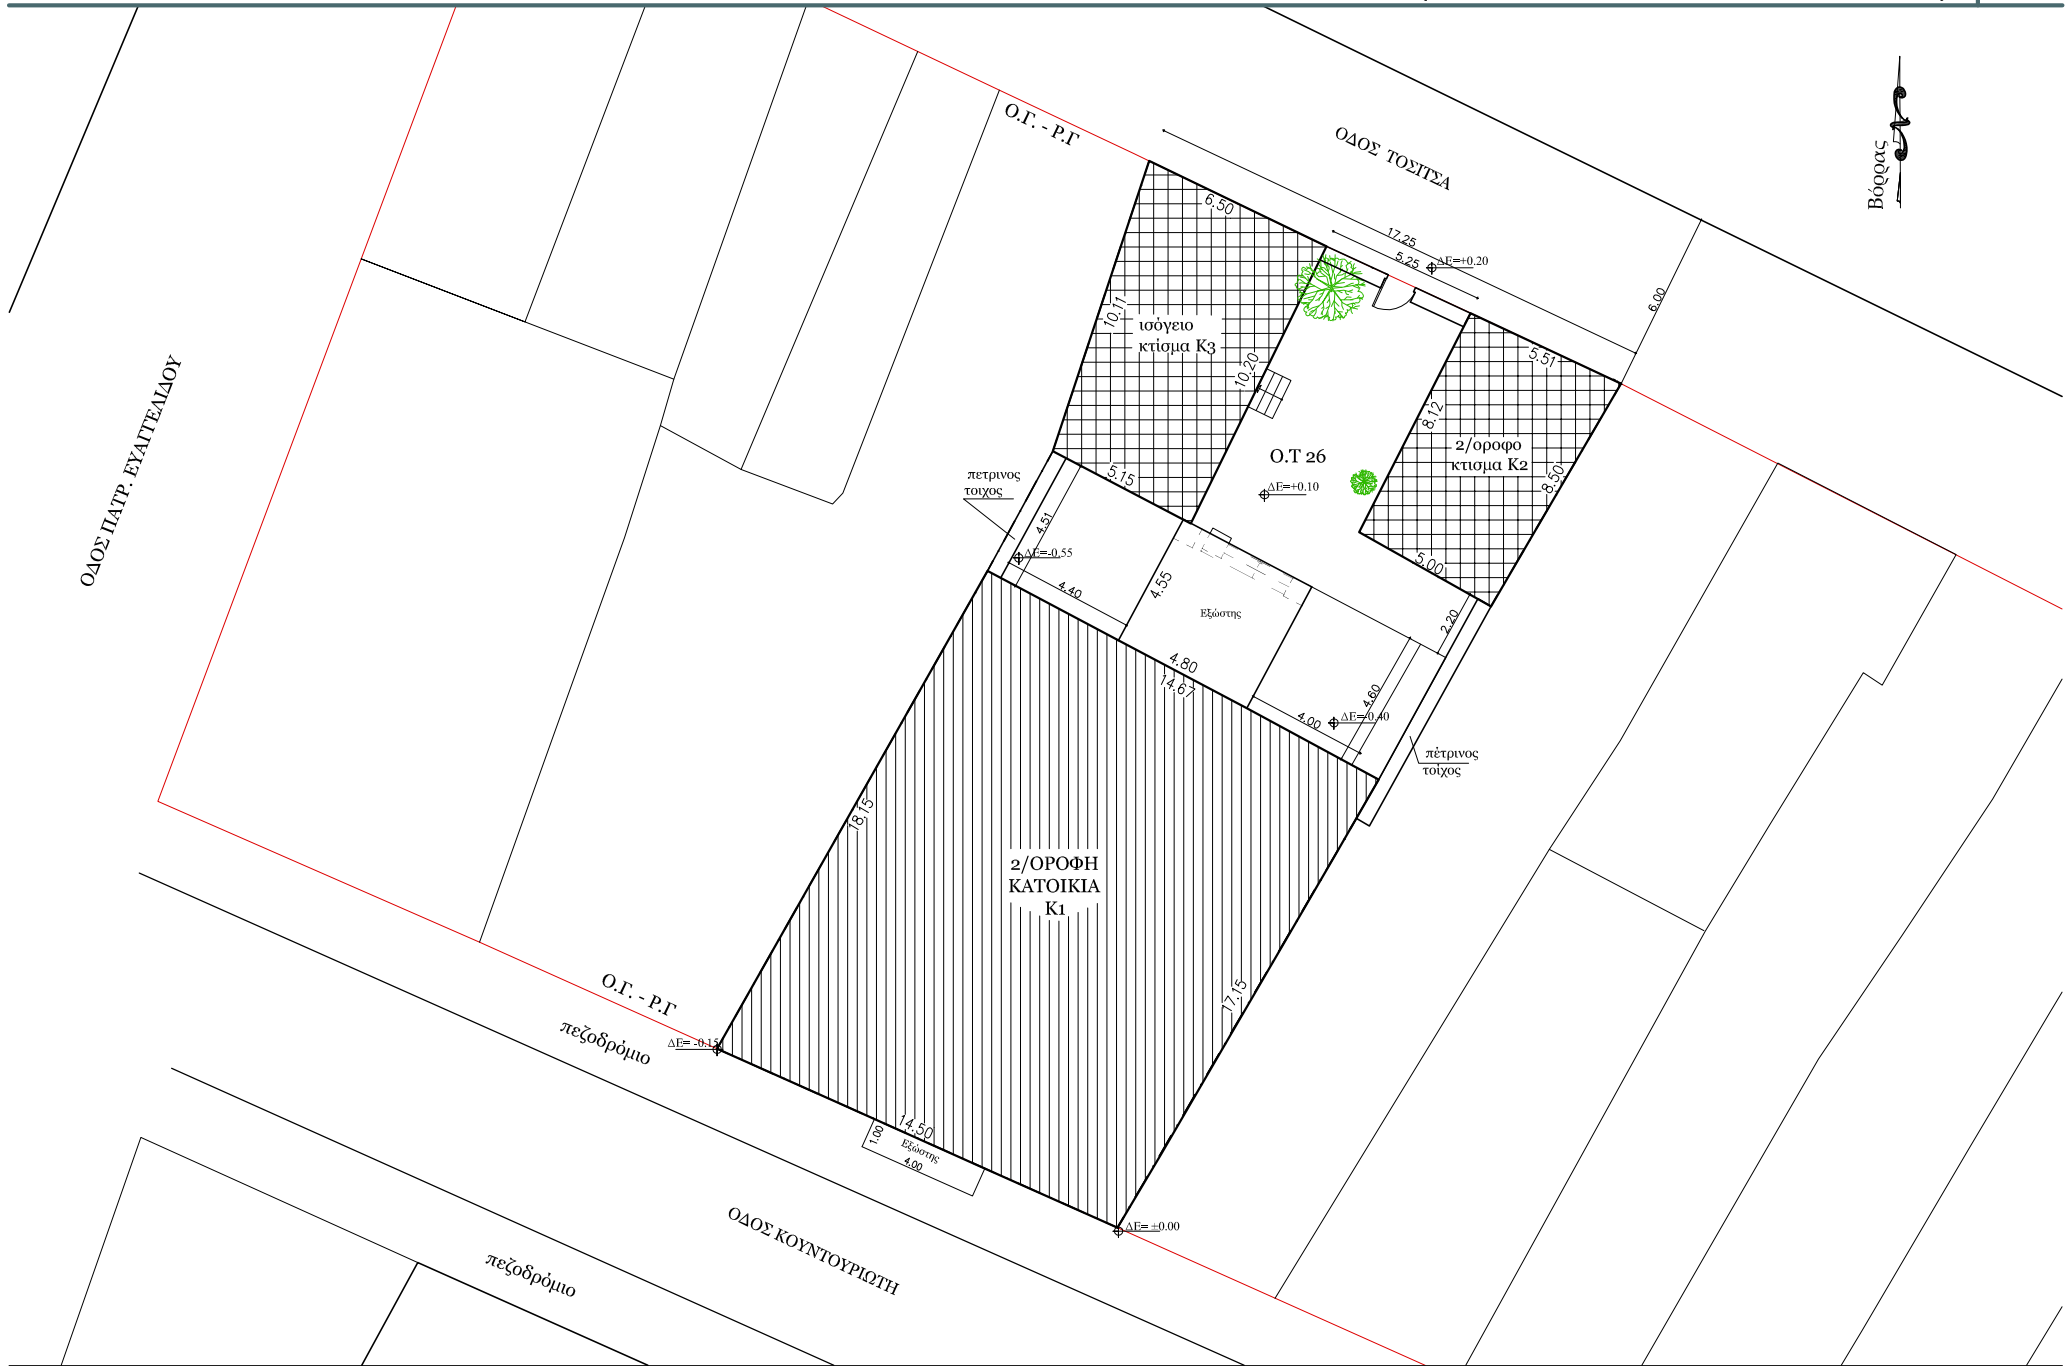 Ο.Γ. - Ρ.Γ
ΟΔΟΣ ΤΟΣΙΤΣΑ
Βόρρας
6.50
17.25
5.25
ΔΕ=+0.20
6.00
10.11
ισόγειο
κτίσμα Κ3
10.20
5.51
8.12
2/οροφο
κτισμα Κ2
8.50
Ο.Τ 26
ΔΕ=+0.10
ΟΔΟΣ ΠΑΤΡ. ΕΥΑΓΓΕΛΙΔΟΥ
πετρινος
τοιχος
5.15
4.51
ΔΕ=-0.55
4.40
4.55
Εξώστης
5.00
2.20
4.80
14.67
4.60
4.00
ΔΕ=-0.40
πέτρινος
τοίχος
18.15
2/ΟΡΟΦΗ
ΚΑΤΟΙΚΙΑ
Κ1
17.15
Ο.Γ. - Ρ.Γ
πεζοδρόμιο
ΔΕ= -0.15
14.50
1.00
Εξώστης
4.00
ΔΕ= ±0.00
ΟΔΟΣ ΚΟΥΝΤΟΥΡΙΩΤΗ
πεζοδρόμιο